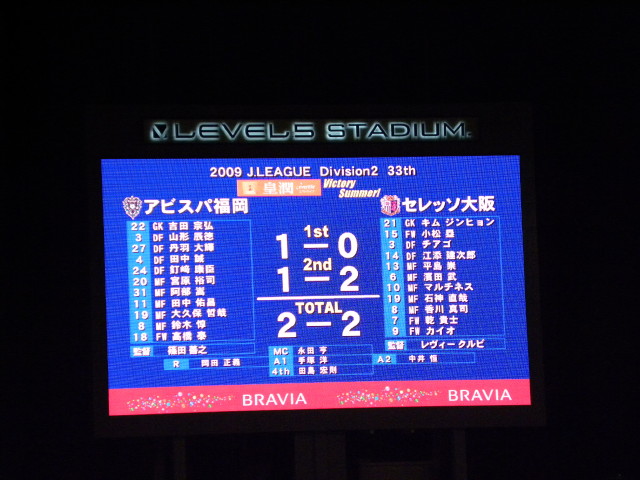 LEVEL5 STADIUM
2009 J.LEAGUE Division2 33th
皇潤 Victory Summer!
アビスパ福岡 セレッソ大阪
22 GK 吉田 宗弘
3 DF 山形 辰徳
27 DF 丹羽 大輝
4 DF 田中 誠
24 DF 釘崎 康臣
20 MF 宮原 裕司
31 MF 阿部 嵩
11 MF 田中 佑昌
19 MF 大久保 哲哉
8 MF 鈴木 惇
18 FW 高橋 泰
監督 篠田 善之
1st
1 — 0
2nd
1 — 2
TOTAL
2 — 2
21 GK キム ジンヒョン
15 FW 小松 塁
3 DF チアゴ
14 DF 江添 建次郎
13 MF 平島 崇
6 MF 濱田 武
10 MF マルチネス
19 MF 石神 直哉
8 MF 香川 真司
7 FW 乾 貴士
9 FW カイオ
監督 レヴィー クルピ
R 岡田 正義
MC 永田 亨
A1 手塚 洋
4th 田島 宏則
A2 中井 恒
BRAVIA BRAVIA